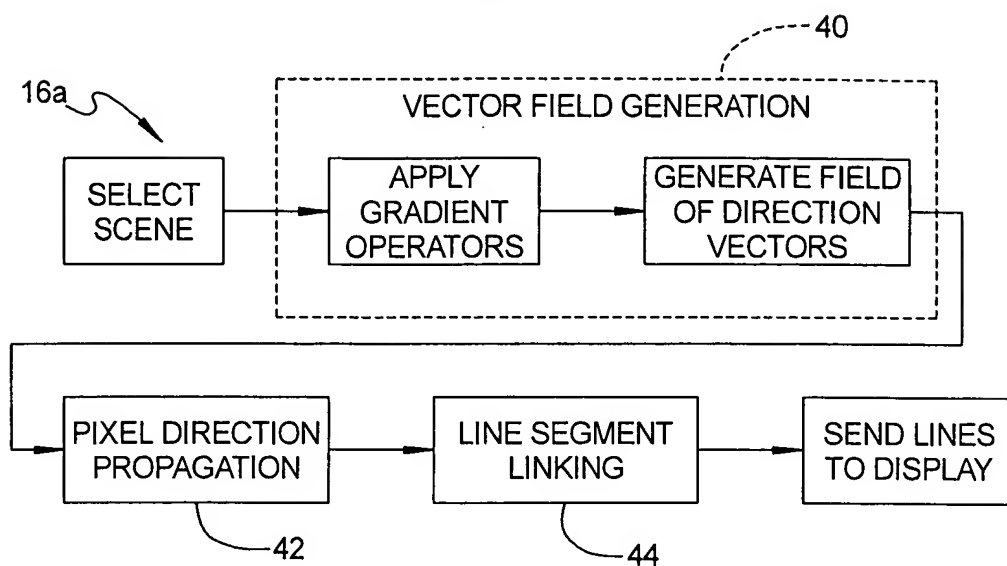 40
16a
VECTOR FIELD GENERATION
SELECT
SCENE
APPLY
GRADIENT
OPERATORS
GENERATE FIELD
OF DIRECTION
VECTORS
PIXEL DIRECTION
PROPAGATION
LINE SEGMENT
LINKING
SEND LINES
TO DISPLAY
42
44